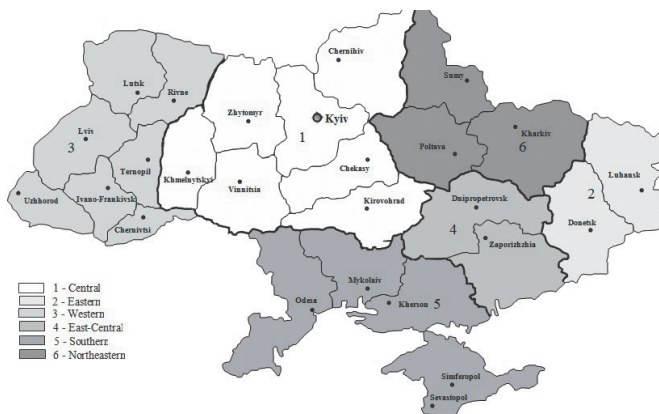 Chernihiv
Sumy
Lutsk
Rivne
Zhytomyr
Kyiv
1
Lviv
3
Kharkiv
6
Poltava
Ternopil
Khmelnytskyi
Chekasy
Luhansk
Vinnitsia
Uzhhorod
Ivano-Frankivsk
2
Kirovohrad
Dnipropetrovsk
Chernivtsi
Donetsk
4
Zaporizhzhia
Mykolaiv
Odesa
Kherson
5
Simferopol
Sevastopol
1 - Central
2 - Eastern
3 - Western
4 - East-Central
5 - Southern
6 - Northeastern